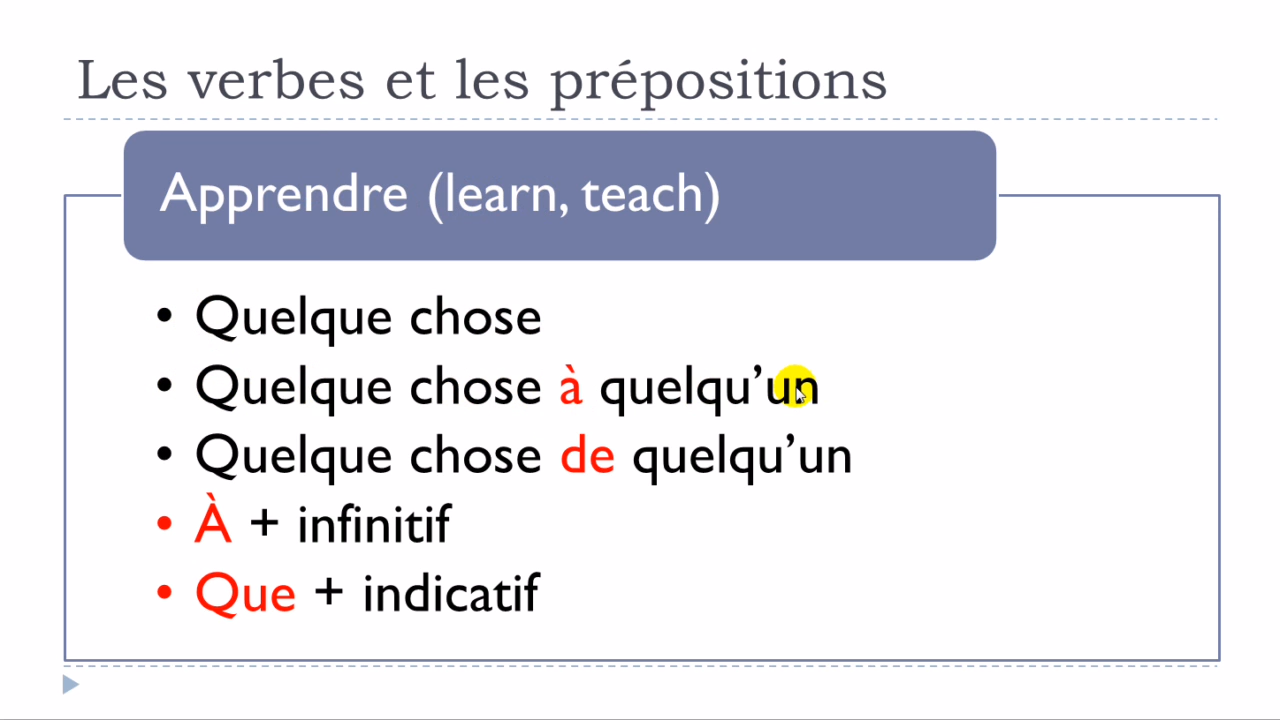 Les verbes et les prépositions
Apprendre (learn, teach)
• Quelque chose
• Quelque chose à quelqu’un
• Quelque chose de quelqu’un
• À + infinitif
• Que + indicatif